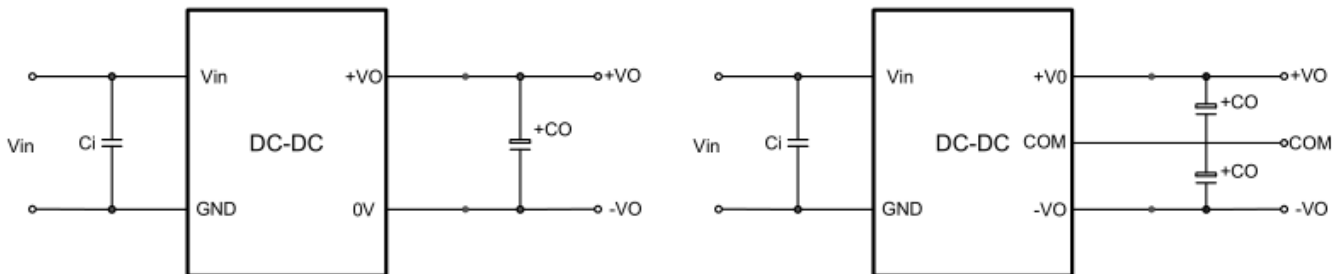 Vin +VO +VO
Vin Ci DC-DC +CO
GND 0V -VO
Vin +V0 +VO
+CO
Vin Ci DC-DC COM COM
+CO
GND -VO -VO